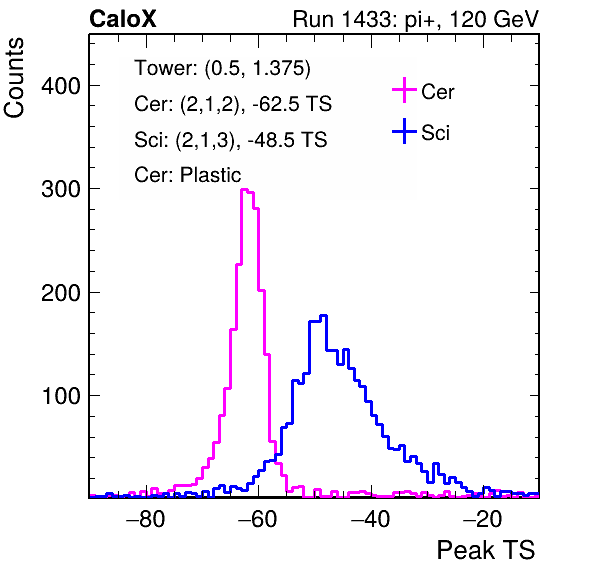 CaloX Run 1433: pi+, 120 GeV
Counts
Tower: (0.5, 1.375)
Cer: (2,1,2), -62.5 TS
Sci: (2,1,3), -48.5 TS
Cer: Plastic
Cer
Sci
400
300
200
100
−80 −60 −40 −20
Peak TS